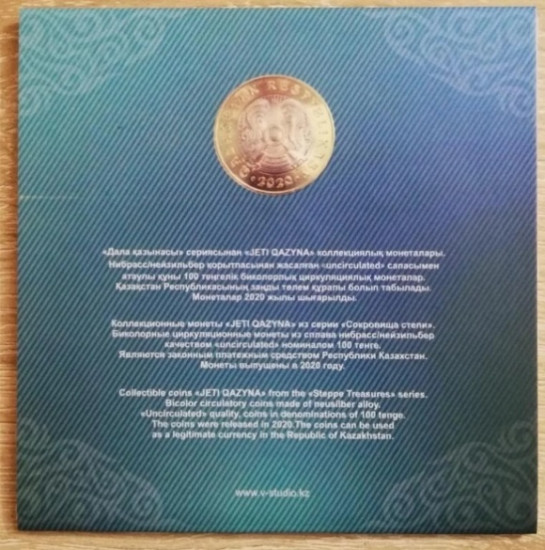 2020
«Дала қазынасы» сериясынан «JETI QAZYNA» коллекциялық монеталары.
Нибрасс/нейзильбер қорытпасынан жасалған «uncirculated» сапасымен
атаулы құны 100 теңгелік биколорлық циркуляциялық монеталар.
Қазақстан Республикасының заңды төлем құралы болып табылады.
Монеталар 2020 жылы шығарылды.
Коллекционные монеты «JETI QAZYNA» из серии «Сокровища степи».
Биколорные циркуляционные монеты из сплава нибрасс/нейзильбер
качеством «uncirculated» номиналом 100 тенге.
Являются законным платежным средством Республики Казахстан.
Монеты выпущены в 2020 году.
Collectible coins «JETI QAZYNA» from the «Steppe Treasures» series.
Bicolor circulatory coins made of neusilber alloy.
«Uncirculated» quality, coins in denominations of 100 tenge.
The coins were released in 2020.The coins can be used
as a legitimate currency in the Republic of Kazakhstan.
www.v-studio.kz